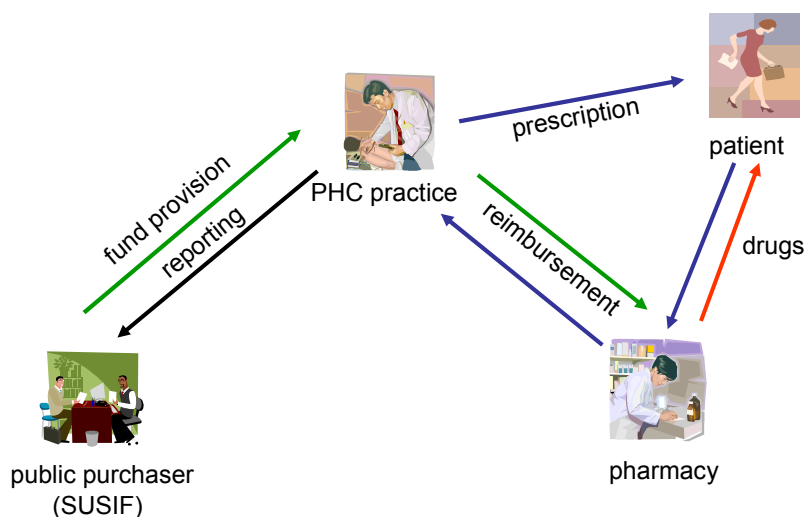 prescription
patient
PHC practice
fund provision
reporting
reimbursement
drugs
public purchaser
(SUSIF)
pharmacy